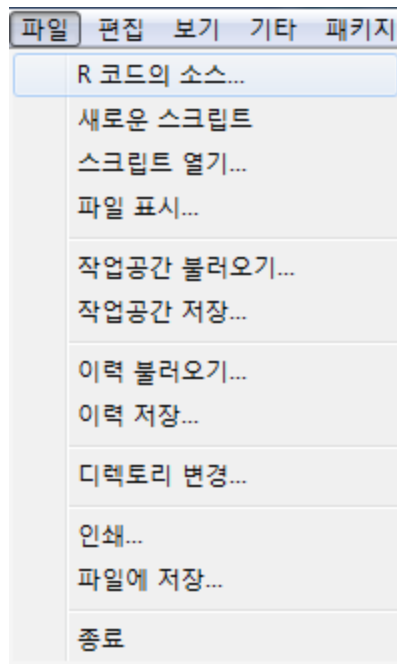 파일 편집 보기 기타 패키지
R 코드의 소스...
새로운 스크립트
스크립트 열기...
파일 표시...
작업공간 불러오기...
작업공간 저장...
이력 불러오기...
이력 저장...
디렉토리 변경...
인쇄...
파일에 저장...
종료